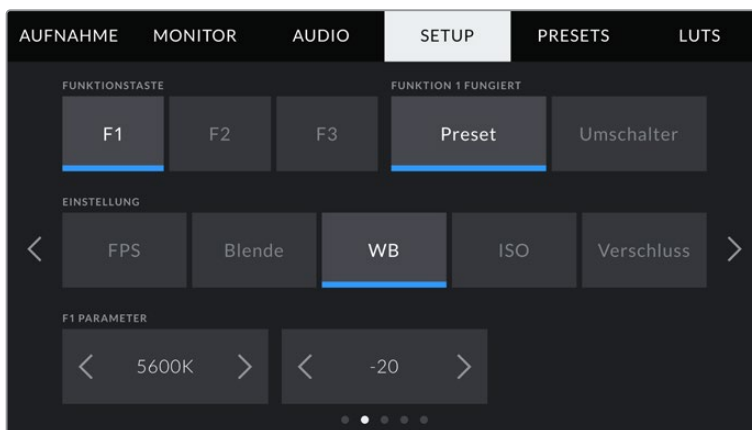 AUFNAHME MONITOR AUDIO SETUP PRESETS LUTS
FUNKTIONSTASTE FUNKTION 1 FUNGIERT
F1 F2 F3 Preset Umschalter
EINSTELLUNG
FPS Blende WB ISO Verschluss
F1 PARAMETER
5600K -20